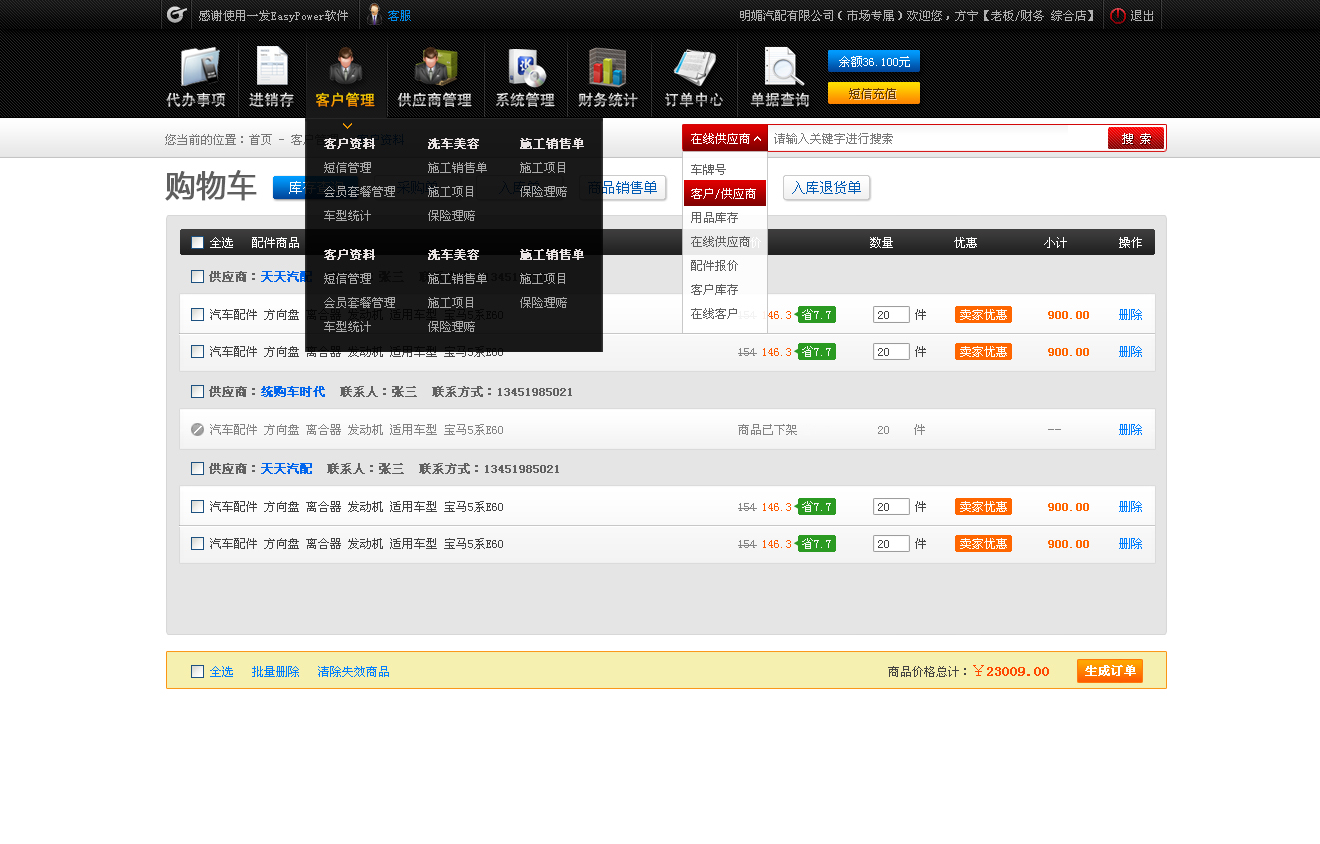 感谢使用一发EasyPower软件 客服 明媚汽配有限公司（市场专属）欢迎您，方宁【老板/财务 综合店】 退出
代办事项 进销存 客户管理 供应商管理 系统管理 财务统计 订单中心 单据查询
余额36.100元
短信充值
您当前的位置：首页 - 客户
在线供应商 请输入关键字进行搜索 搜 索
客户资料 洗车美容 施工销售单
短信管理 施工销售单 施工项目
会员套餐管理 施工项目 保险理赔
车型统计 保险理赔
客户资料 洗车美容 施工销售单
短信管理 施工销售单 施工项目
会员套餐管理 施工项目 保险理赔
车型统计 保险理赔
车牌号
客户/供应商
用品库存
在线供应商
配件报价
客户库存
在线客户
购物车 商品销售单 入库退货单
全选 配件商品 数量 优惠 小计 操作
供应商：天天汽配
汽车配件 方向盘 离合器 发动机 适用车型 宝马5系E60 46.3 省7.7 20 件 卖家优惠 900.00 删除
汽车配件 方向盘 离合器 发动机 适用车型 宝马5系E60 154 146.3 省7.7 20 件 卖家优惠 900.00 删除
供应商：统购车时代 联系人：张三 联系方式：13451985021
汽车配件 方向盘 离合器 发动机 适用车型 宝马5系E60 商品已下架 20 件 -- 删除
供应商：天天汽配 联系人：张三 联系方式：13451985021
汽车配件 方向盘 离合器 发动机 适用车型 宝马5系E60 154 146.3 省7.7 20 件 卖家优惠 900.00 删除
汽车配件 方向盘 离合器 发动机 适用车型 宝马5系E60 154 146.3 省7.7 20 件 卖家优惠 900.00 删除
全选 批量删除 清除失效商品 商品价格总计：￥23009.00 生成订单